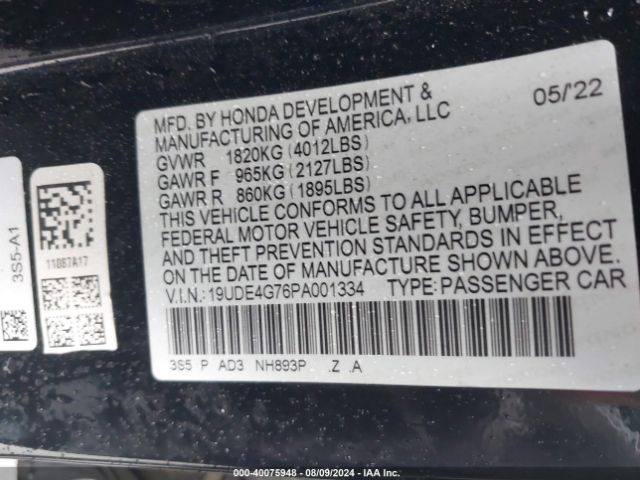 MFD. BY HONDA DEVELOPMENT & 05/'22
MANUFACTURING OF AMERICA, LLC
GVWR 1820KG (4012LBS)
GAWR F 965KG (2127LBS)
GAWR R 860KG (1895LBS)
THIS VEHICLE CONFORMS TO ALL APPLICABLE
FEDERAL MOTOR VEHICLE SAFETY, BUMPER,
AND THEFT PREVENTION STANDARDS IN EFFECT
ON THE DATE OF MANUFACTURE SHOWN ABOVE.
V.I.N.: 19UDE4G76PA001334 TYPE: PASSENGER CAR
3S5 P AD3 NH893P .Z .A
3S5-A1
11087A17
000-40075948 - 08/09/2024 - IAA Inc.